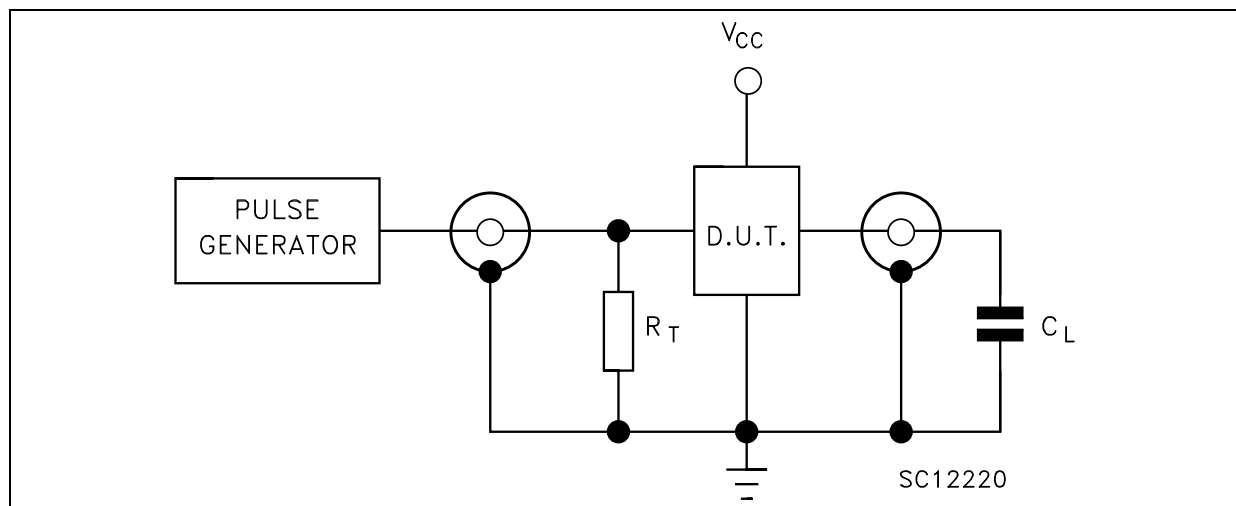 VCC
PULSE
GENERATOR
D.U.T.
RT
CL
SC12220